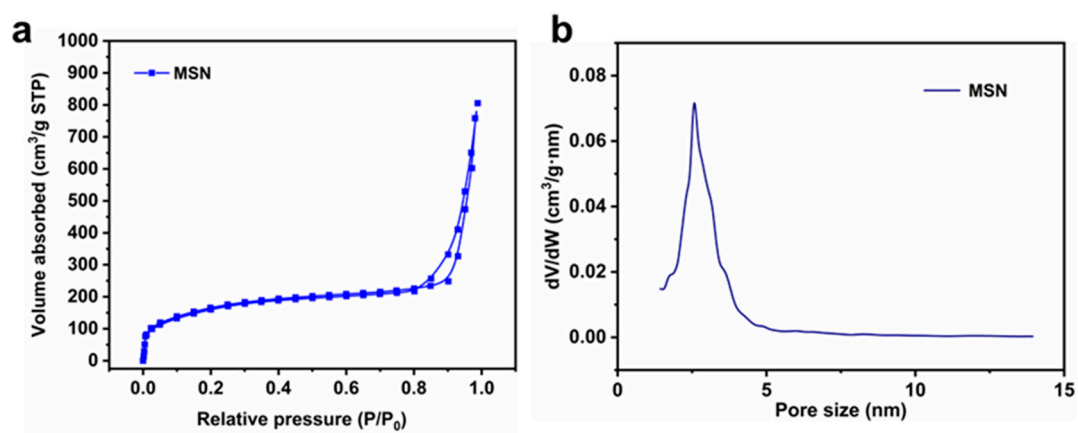 a
1000
900
800
700
600
500
400
300
200
100
0
Volume absorbed (cm³/g STP)
MSN
0.0 0.2 0.4 0.6 0.8 1.0
Relative pressure (P/P₀)
b
0.08
0.06
0.04
0.02
0.00
dV/dW (cm³/g·nm)
MSN
0 5 10 15
Pore size (nm)